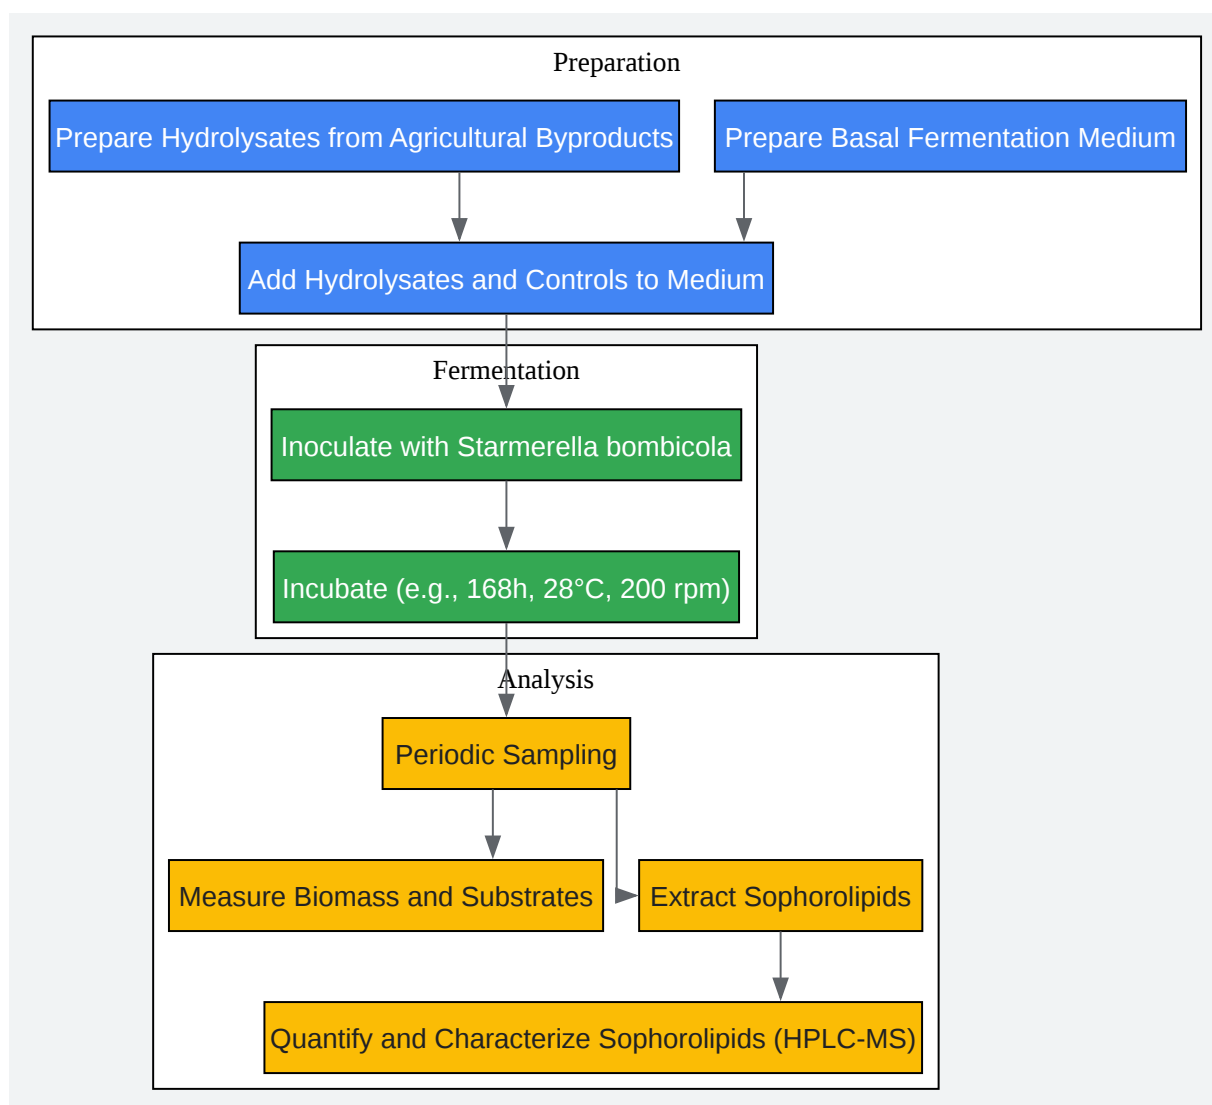 Preparation
Prepare Hydrolysates from Agricultural Byproducts
Prepare Basal Fermentation Medium
Add Hydrolysates and Controls to Medium
Fermentation
Inoculate with Starmerella bombicola
Incubate (e.g., 168h, 28°C, 200 rpm)
Analysis
Periodic Sampling
Measure Biomass and Substrates
Extract Sophorolipids
Quantify and Characterize Sophorolipids (HPLC-MS)